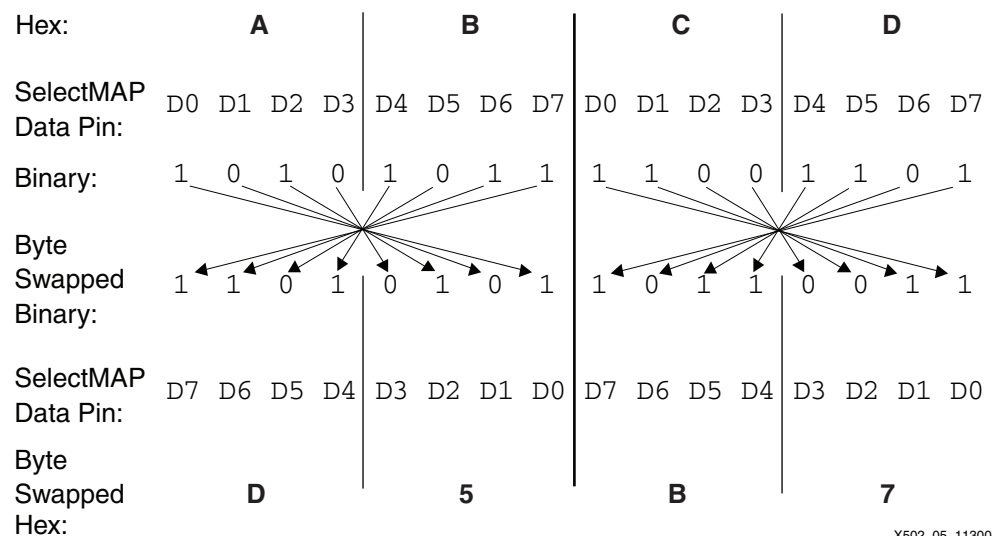 Hex: A B C D
SelectMAP
Data Pin: D0 D1 D2 D3 D4 D5 D6 D7 D0 D1 D2 D3 D4 D5 D6 D7
Binary: 1 0 1 0 1 0 1 1 1 1 0 0 1 1 0 1
Byte
Swapped
Binary: 1 1 0 1 0 1 0 1 1 0 1 1 0 0 1 1
SelectMAP
Data Pin: D7 D6 D5 D4 D3 D2 D1 D0 D7 D6 D5 D4 D3 D2 D1 D0
Byte
Swapped
Hex: D 5 B 7